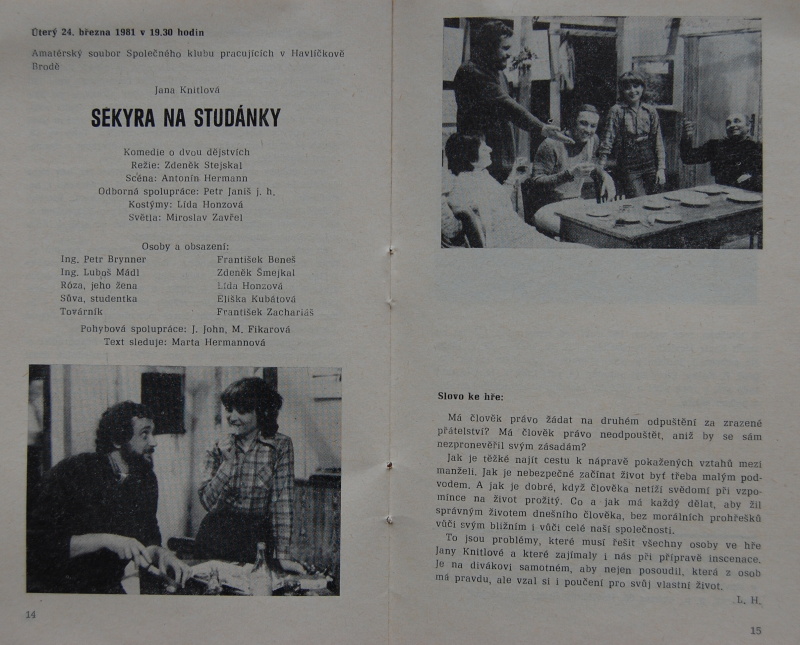 Úterý 24. března 1981 v 19.30 hodin
Amatérský soubor Společného klubu pracujících v Havlíčkově
Brodě
Jana Knitlová
SEKYRA NA STUDÁNKY
Komedie o dvou dějstvích
Režie: Zdeněk Stejskal
Scéna: Antonín Hermann
Odborná spolupráce: Petr Janiš j. h.
Kostýmy: Lída Honzová
Světla: Miroslav Zavřel
Osoby a obsazení:
Ing. Petr Brynner František Beneš
Ing. Luboš Mádl Zdeněk Šmejkal
Róza, jeho žena Lída Honzová
Sůva, studentka Eliška Kubátová
Továrník František Zachariáš
Pohybová spolupráce: J. John, M. Fikarová
Text sleduje: Marta Hermannová
14
Slovo ke hře:
Má člověk právo žádat na druhém odpuštění za zrazené
přátelství? Má člověk právo neodpouštět, aniž by se sám
nezpronevěřil svým zásadám?
Jak je těžké najít cestu k nápravě pokažených vztahů mezi
manželi. Jak je nebezpečné začínat život byť třeba malým pod-
vodem. A jak je dobré, když člověka netíží svědomí při vzpo-
mínce na život prožitý. Co a jak má každý dělat, aby žil
správným životem dnešního člověka, bez morálních prohřešků
vůči svým bližním i vůči celé naší společnosti.
To jsou problémy, které musí řešit všechny osoby ve hře
Jany Knitlové a které zajímaly i nás při přípravě inscenace.
Je na divákovi samotném, aby nejen posoudil, která z osob
má pravdu, ale vzal si i poučení pro svůj vlastní život.
L. H.
15